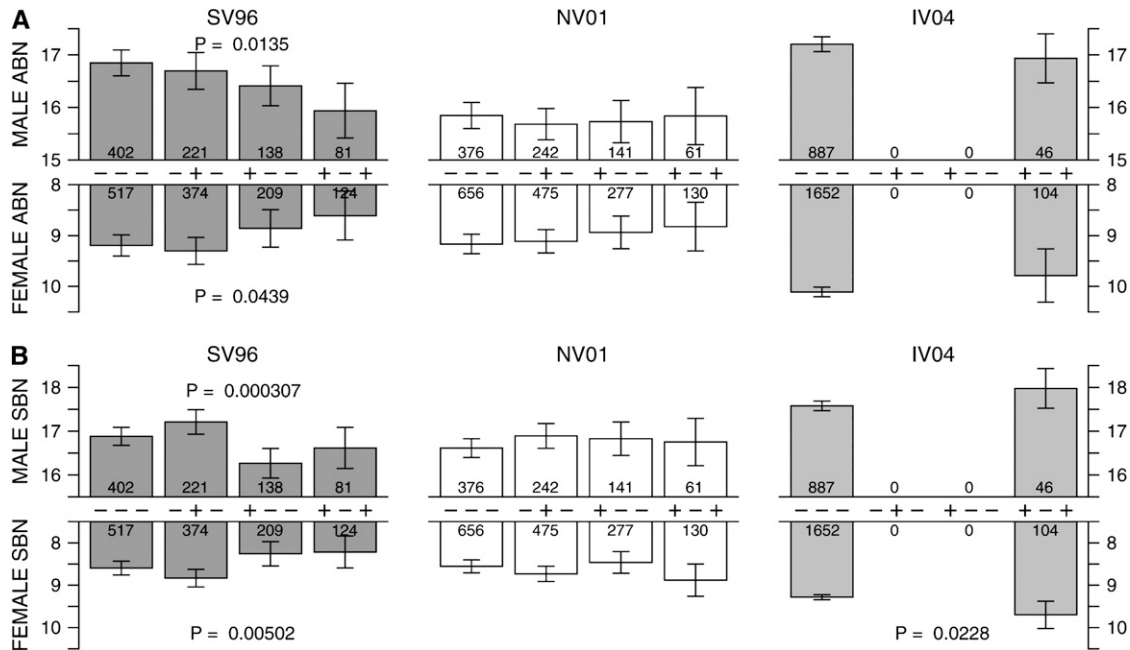 A SV96 NV01 IV04
MALE ABN
17
16
15
P = 0.0135
402 221 138 81 376 242 141 61 887 0 0 46
17
16
15
– – – – + – + – – + – + – – – – + – + – – + – + – – – – + – + – – + – +
FEMALE ABN
8
9
10
517 374 209 124 656 475 277 130 1652 0 0 104
8
9
10
P = 0.0439
B SV96 NV01 IV04
MALE SBN
18
17
16
P = 0.000307
402 221 138 81 376 242 141 61 887 0 0 46
18
17
16
– – – – + – + – – + – + – – – – + – + – – + – + – – – – + – + – – + – +
FEMALE SBN
8
9
10
517 374 209 124 656 475 277 130 1652 0 0 104
8
9
10
P = 0.00502 P = 0.0228